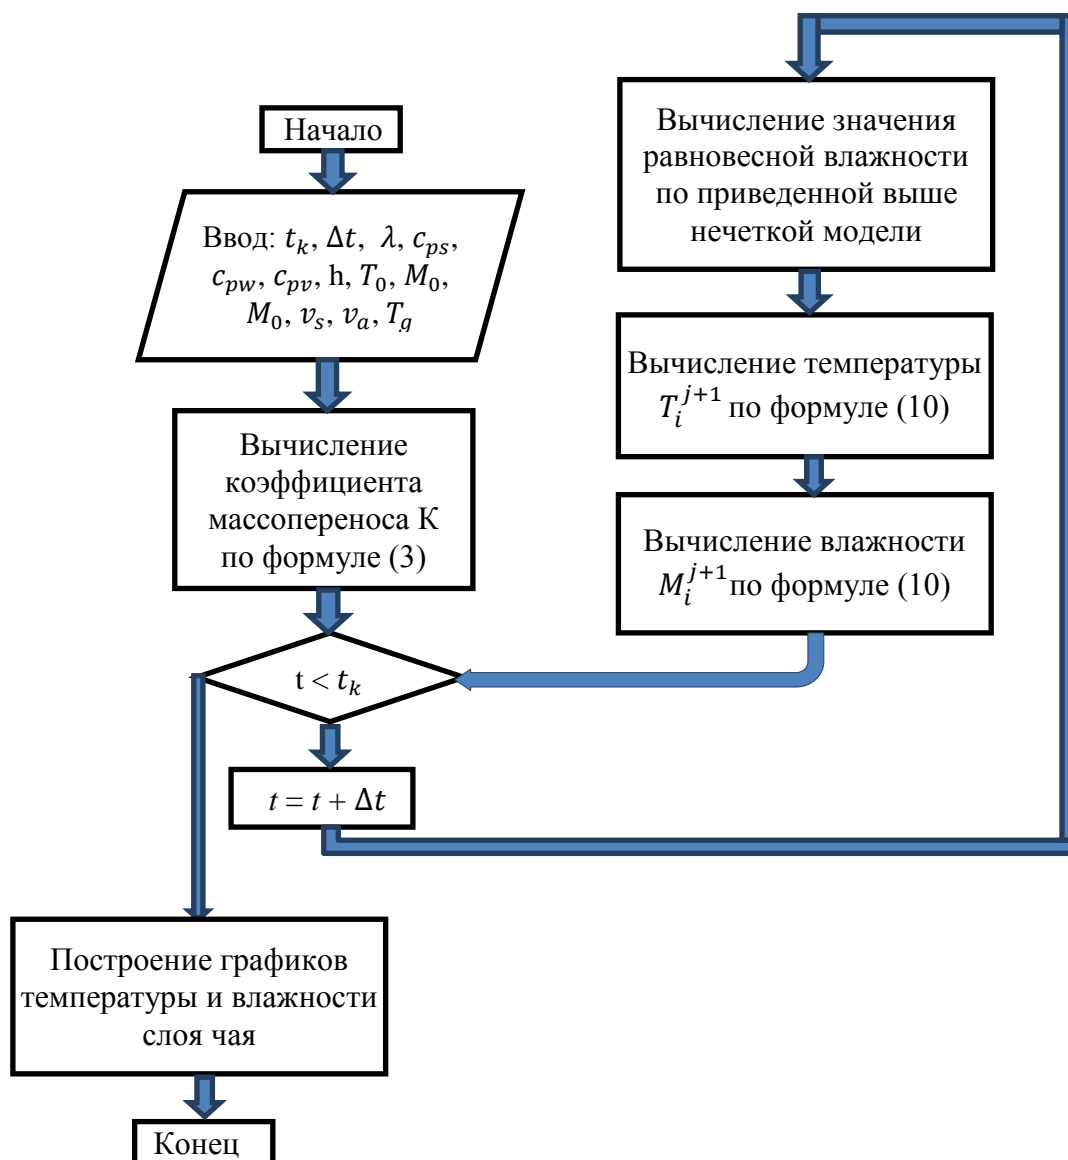 Начало
Ввод: t_k, Δt, λ, c_ps,
c_pw, c_pv, h, T_0, M_0,
M_0, v_s, v_a, T_g
Вычисление
коэффициента
массопереноса К
по формуле (3)
t < t_k
t = t + Δt
Построение графиков
температуры и влажности
слоя чая
Конец
Вычисление значения
равновесной влажности
по приведенной выше
нечеткой модели
Вычисление температуры
T_i^{j+1} по формуле (10)
Вычисление влажности
M_i^{j+1} по формуле (10)